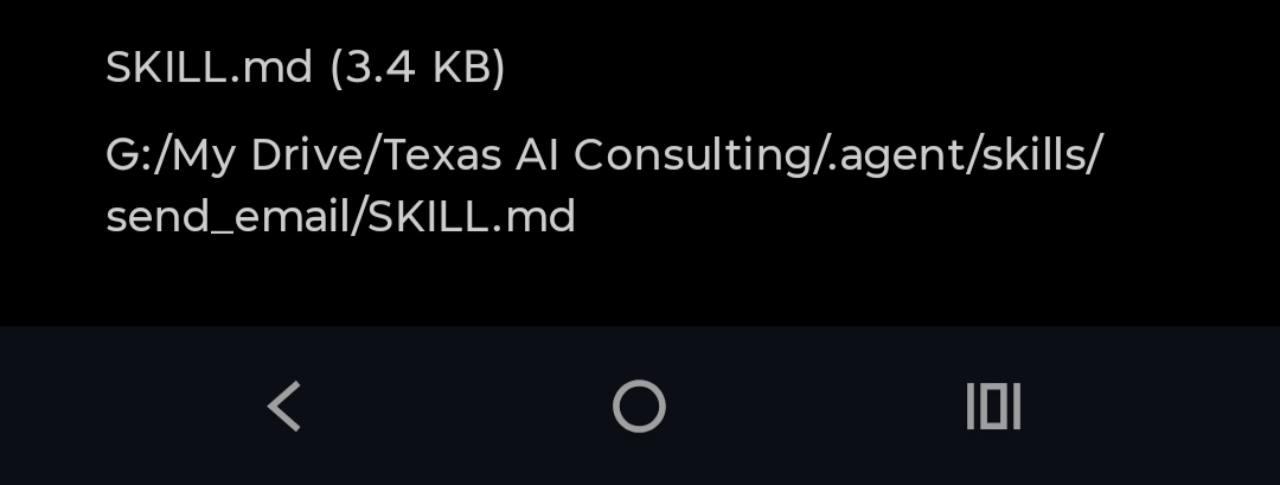 SKILL.md (3.4 KB)
G:/My Drive/Texas AI Consulting/.agent/skills/
send_email/SKILL.md